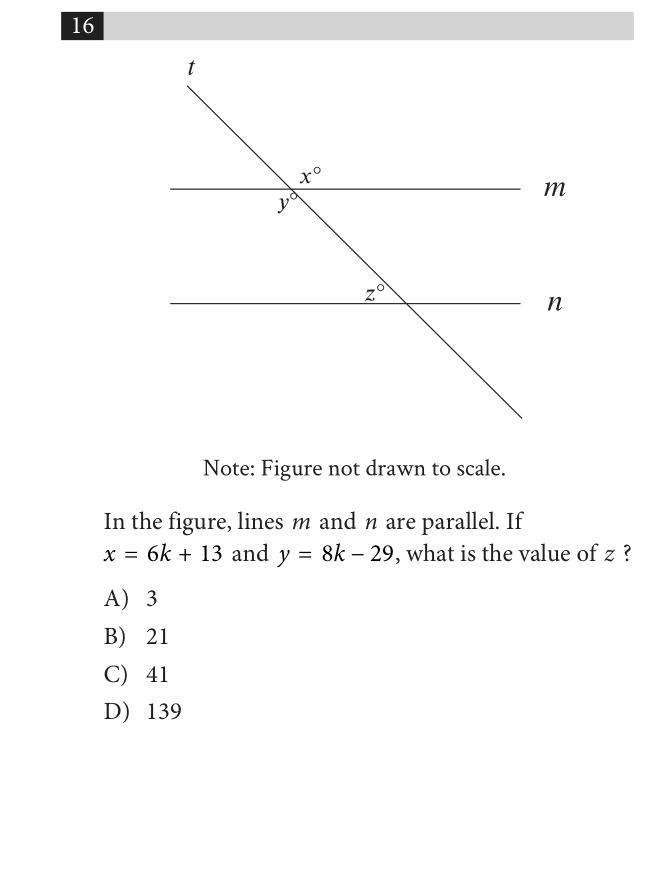 16
t
x°
m
y°
z°
n
Note: Figure not drawn to scale.
In the figure, lines m and n are parallel. If
x = 6k + 13 and y = 8k − 29, what is the value of z ?
A) 3
B) 21
C) 41
D) 139